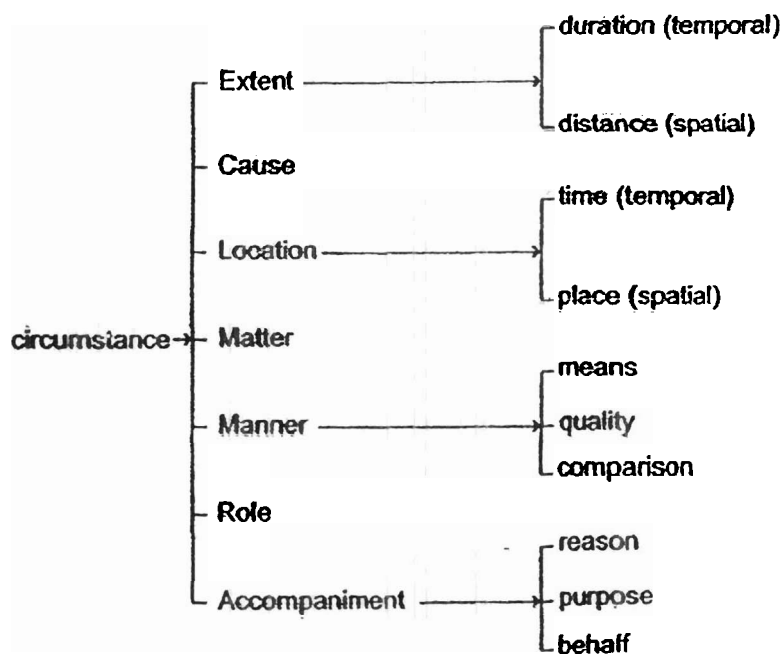 duration (temporal)
Extent
distance (spatial)
Cause
time (temporal)
Location
place (spatial)
circumstance
Matter
means
Manner
quality
comparison
Role
reason
Accompaniment
purpose
behalf